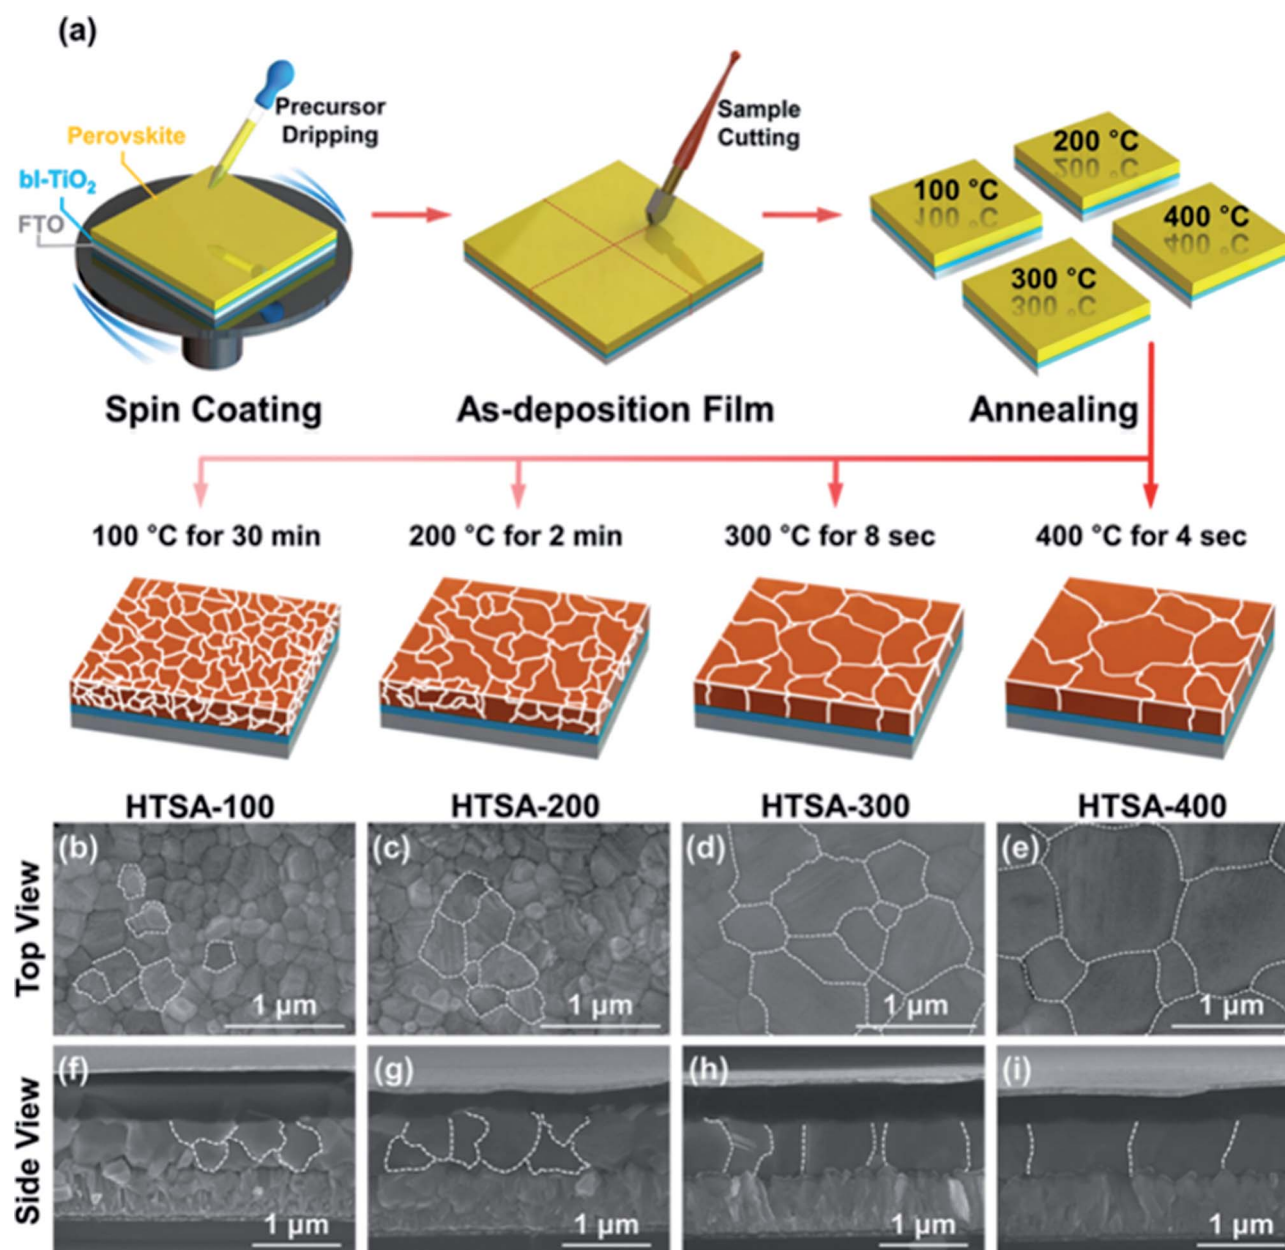 (a)
Precursor
Dripping
Perovskite
bl-TiO₂
FTO
Sample
Cutting
200 °C
100 °C
400 °C
300 °C
Spin Coating
As-deposition Film
Annealing
100 °C for 30 min
200 °C for 2 min
300 °C for 8 sec
400 °C for 4 sec
HTSA-100
HTSA-200
HTSA-300
HTSA-400
Top View
(b)
1 μm
(c)
1 μm
(d)
1 μm
(e)
1 μm
Side View
(f)
1 μm
(g)
1 μm
(h)
1 μm
(i)
1 μm